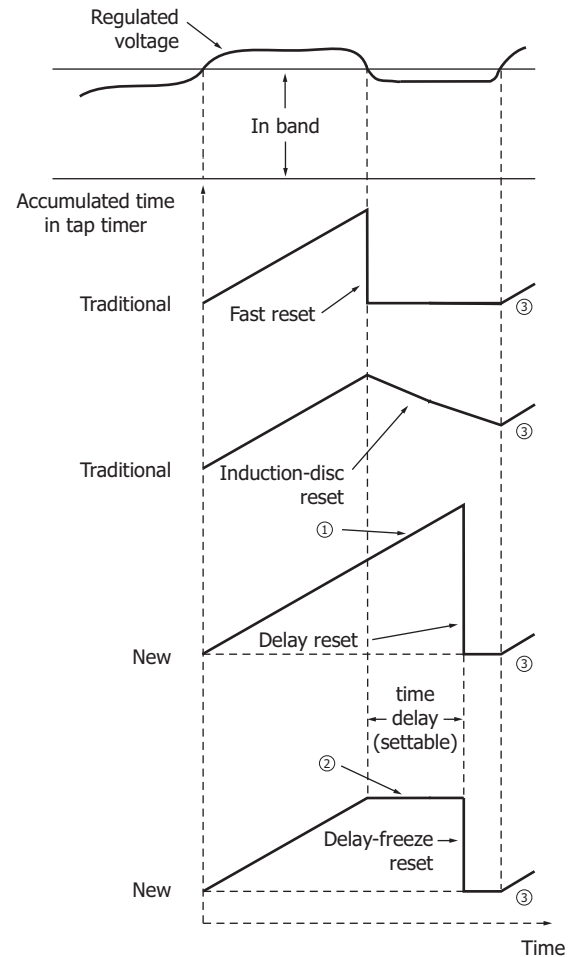 Regulated
voltage
In band
Accumulated time
in tap timer
Traditional
Fast reset
③
Traditional
Induction-disc
reset
③
①
New
Delay reset
③
time
delay
(settable)
②
Delay-freeze
reset
New
③
Time